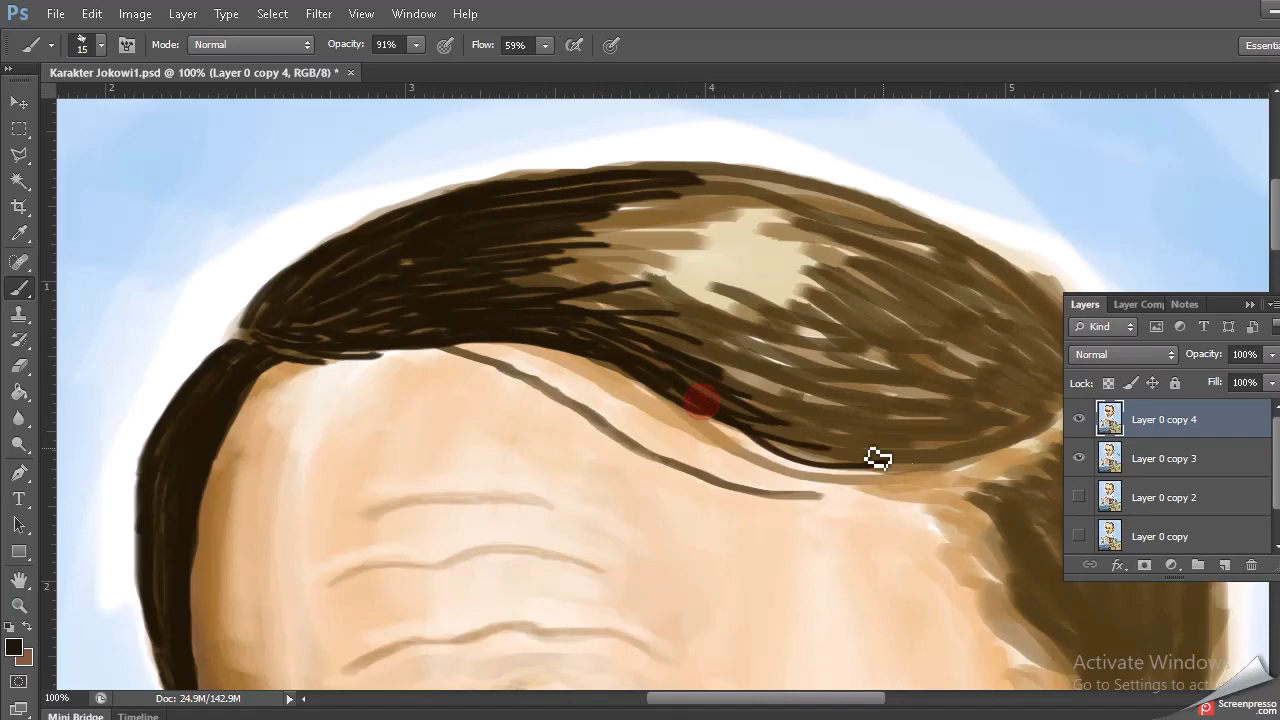 Ps File Edit Image Layer Type Select Filter View Window Help
15 Mode: Normal Opacity: 91% Flow: 59% Essenti
Karakter Jokowi1.psd @ 100% (Layer 0 copy 4, RGB/8) * ×
2 3 4 5
1
2
Layers Layer Comp Notes
Kind
Normal Opacity: 100%
Lock: Fill: 100%
Layer 0 copy 4
Layer 0 copy 3
Layer 0 copy 2
Layer 0 copy
fx
T
Activate Windows
Go to Settings to activ
100% Doc: 24.9M/142.9M
Screenpresso
.com
Mini Bridge Timeline